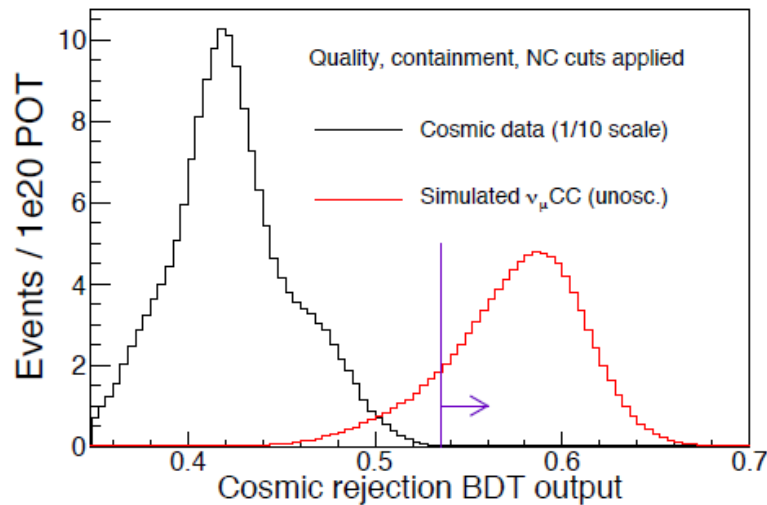 Events / 1e20 POT
10
8
6
4
2
0
Quality, containment, NC cuts applied
Cosmic data (1/10 scale)
Simulated νμCC (unosc.)
0.4 0.5 0.6 0.7
Cosmic rejection BDT output